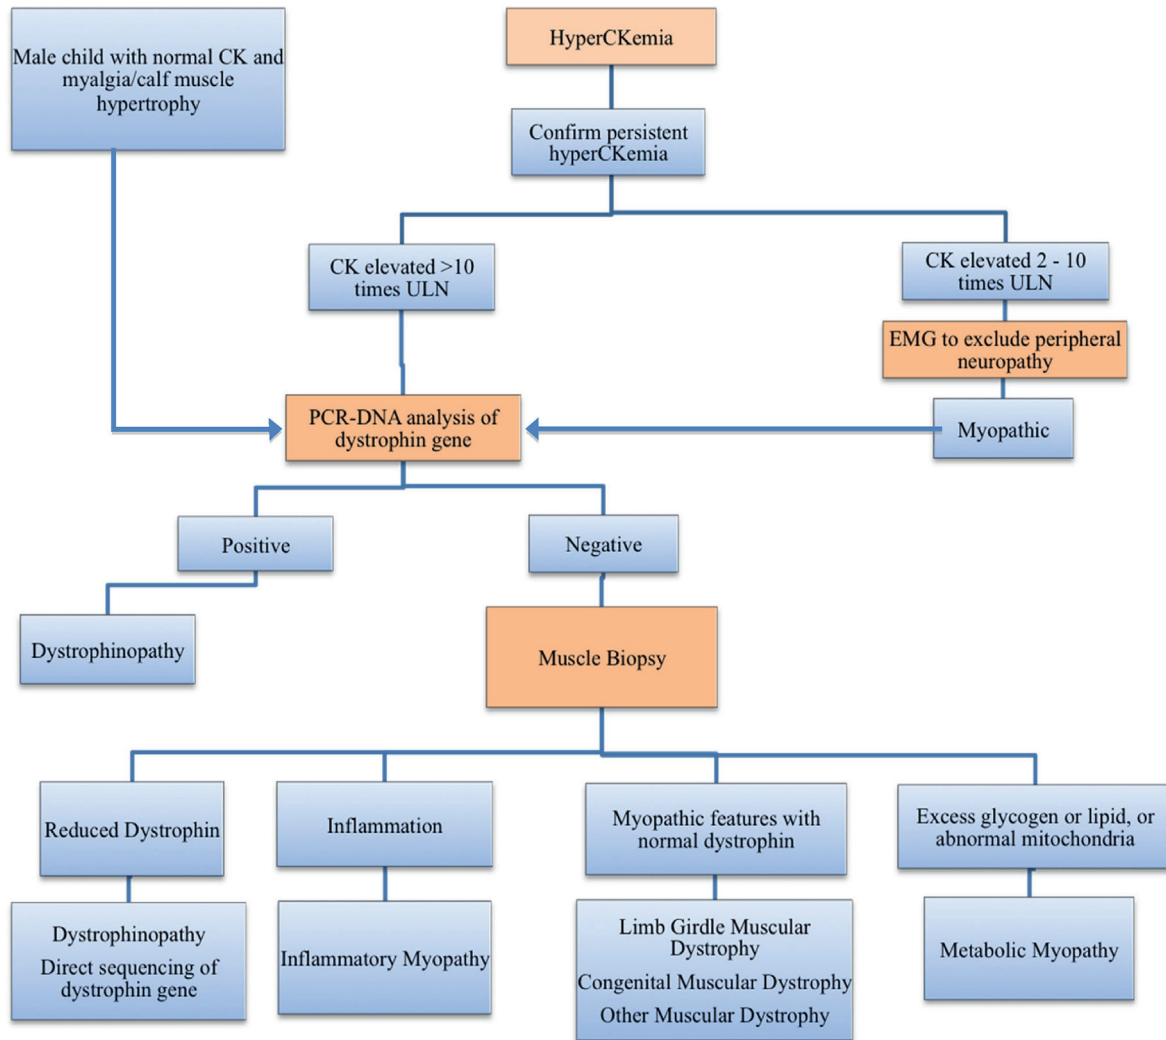 Male child with normal CK and
myalgia/calf muscle
hypertrophy
HyperCKemia
Confirm persistent
hyperCKemia
CK elevated >10
times ULN
CK elevated 2 - 10
times ULN
EMG to exclude peripheral
neuropathy
PCR-DNA analysis of
dystrophin gene
Myopathic
Positive
Negative
Dystrophinopathy
Muscle Biopsy
Reduced Dystrophin
Inflammation
Myopathic features with
normal dystrophin
Excess glycogen or lipid, or
abnormal mitochondria
Dystrophinopathy
Direct sequencing of
dystrophin gene
Inflammatory Myopathy
Limb Girdle Muscular
Dystrophy
Congenital Muscular Dystrophy
Other Muscular Dystrophy
Metabolic Myopathy